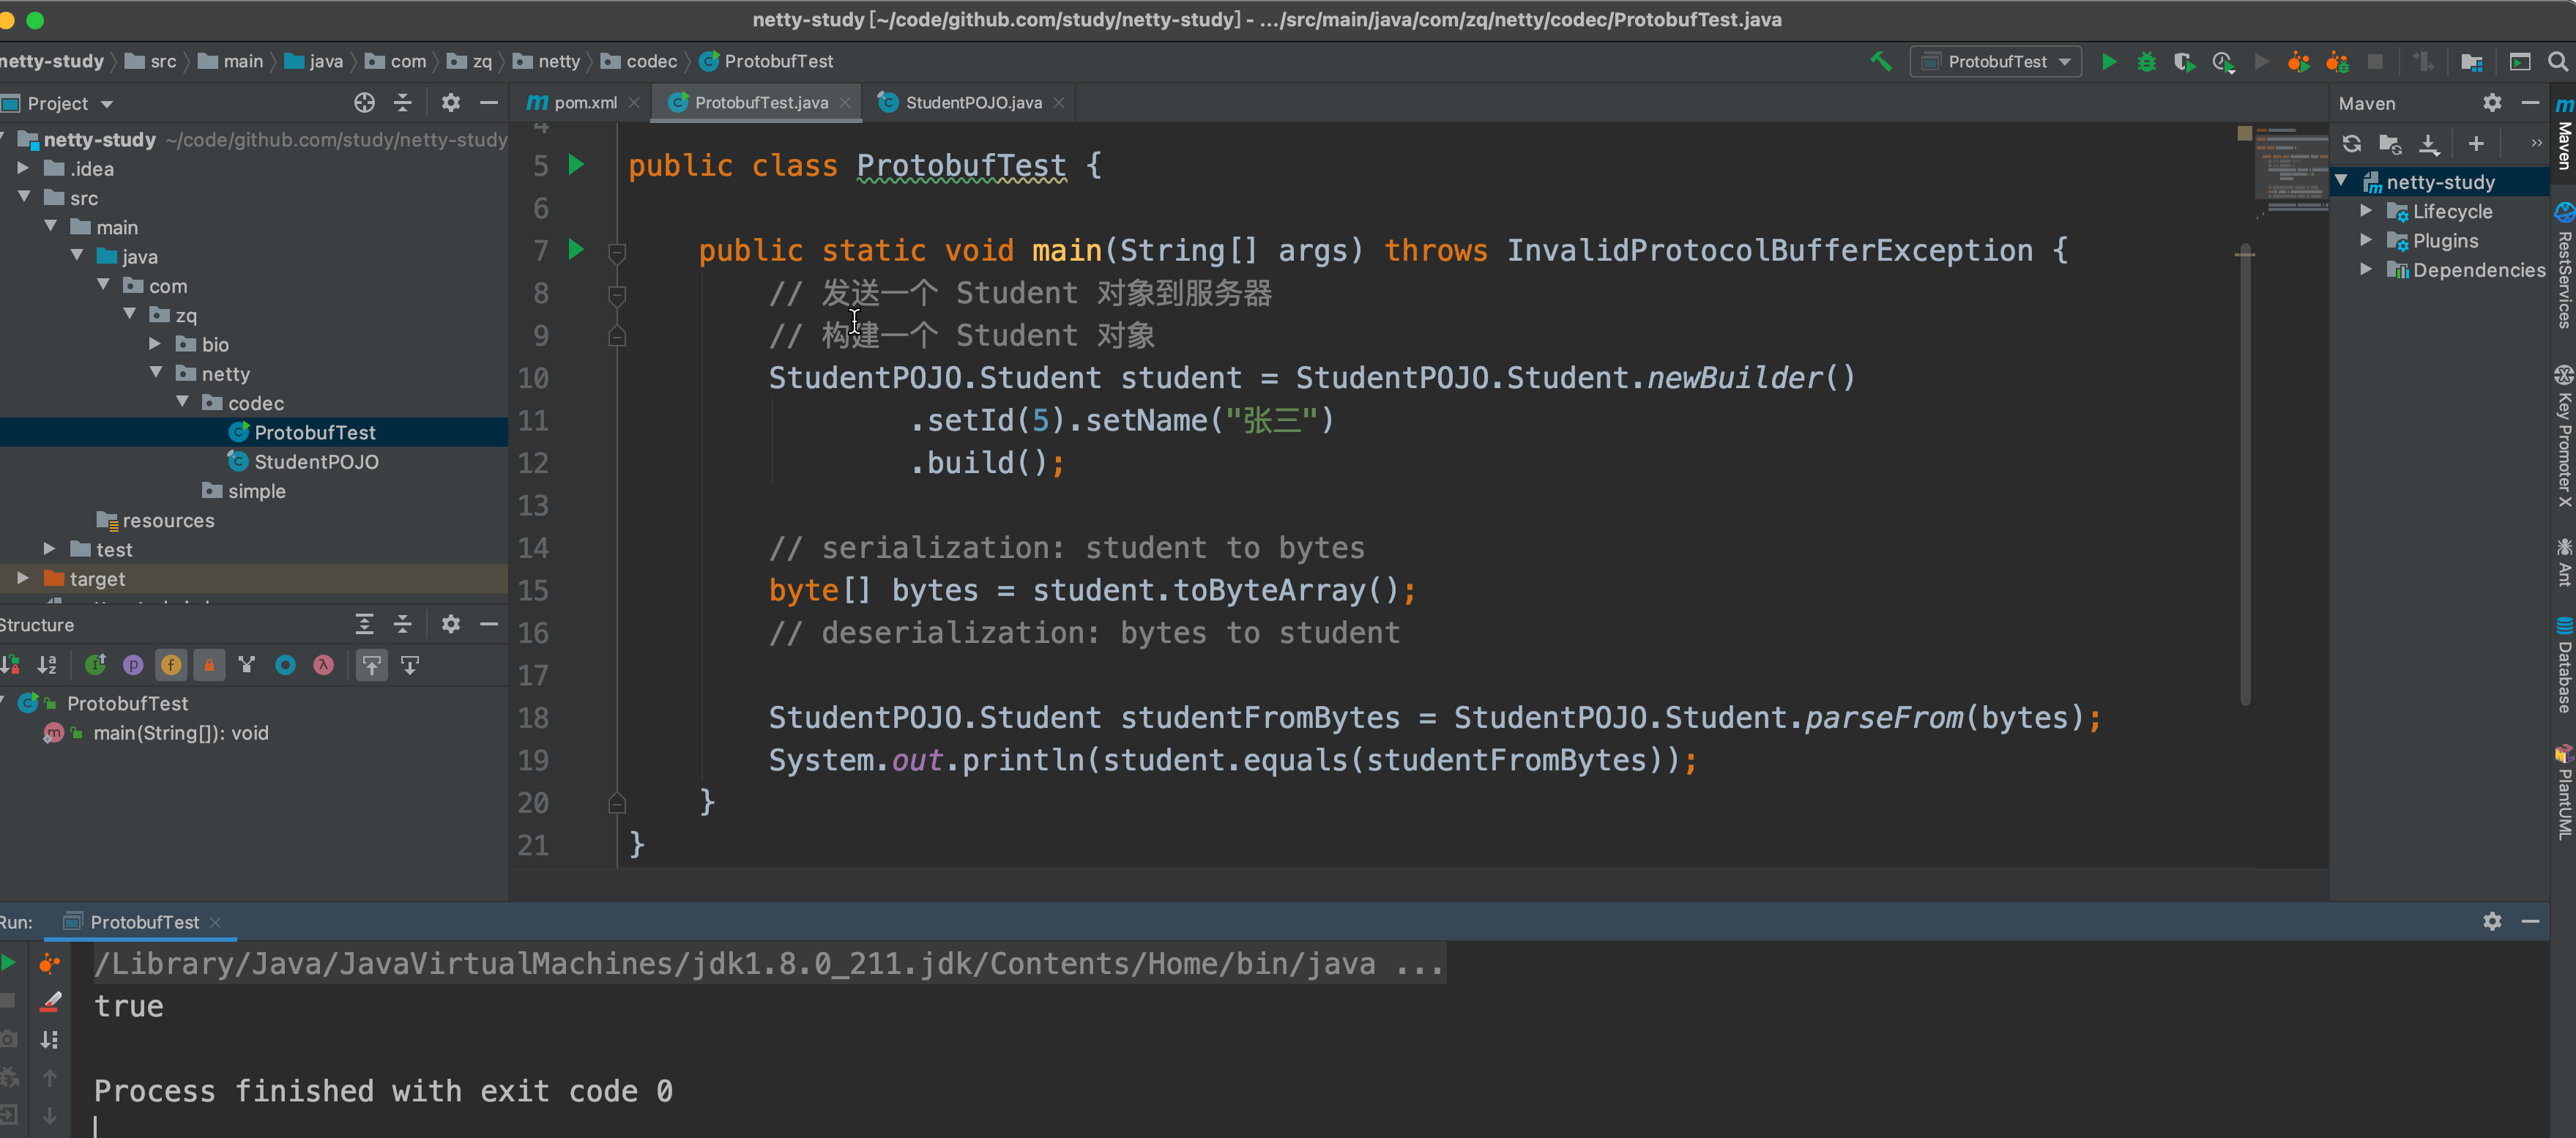 netty-study [~/code/github.com/study/netty-study] - .../src/main/java/com/zq/netty/codec/ProtobufTest.java
netty-study src main java com zq netty codec ProtobufTest
ProtobufTest
Project
pom.xml
ProtobufTest.java
StudentPOJO.java
Maven
netty-study ~/code/github.com/study/netty-study
.idea
src
main
java
com
zq
bio
netty
codec
ProtobufTest
StudentPOJO
simple
resources
test
target
Structure
ProtobufTest
main(String[]): void
4
5 public class ProtobufTest {
6
7 public static void main(String[] args) throws InvalidProtocolBufferException {
8 // 发送一个 Student 对象到服务器
9 // 构建一个 Student 对象
10 StudentPOJO.Student student = StudentPOJO.Student.newBuilder()
11 .setId(5).setName("张三")
12 .build();
13
14 // serialization: student to bytes
15 byte[] bytes = student.toByteArray();
16 // deserialization: bytes to student
17
18 StudentPOJO.Student studentFromBytes = StudentPOJO.Student.parseFrom(bytes);
19 System.out.println(student.equals(studentFromBytes));
20 }
21 }
netty-study
Lifecycle
Plugins
Dependencies
Maven
RestServices
Key Promoter X
Ant
Database
PlantUML
Run:
ProtobufTest
/Library/Java/JavaVirtualMachines/jdk1.8.0_211.jdk/Contents/Home/bin/java ...
true
Process finished with exit code 0